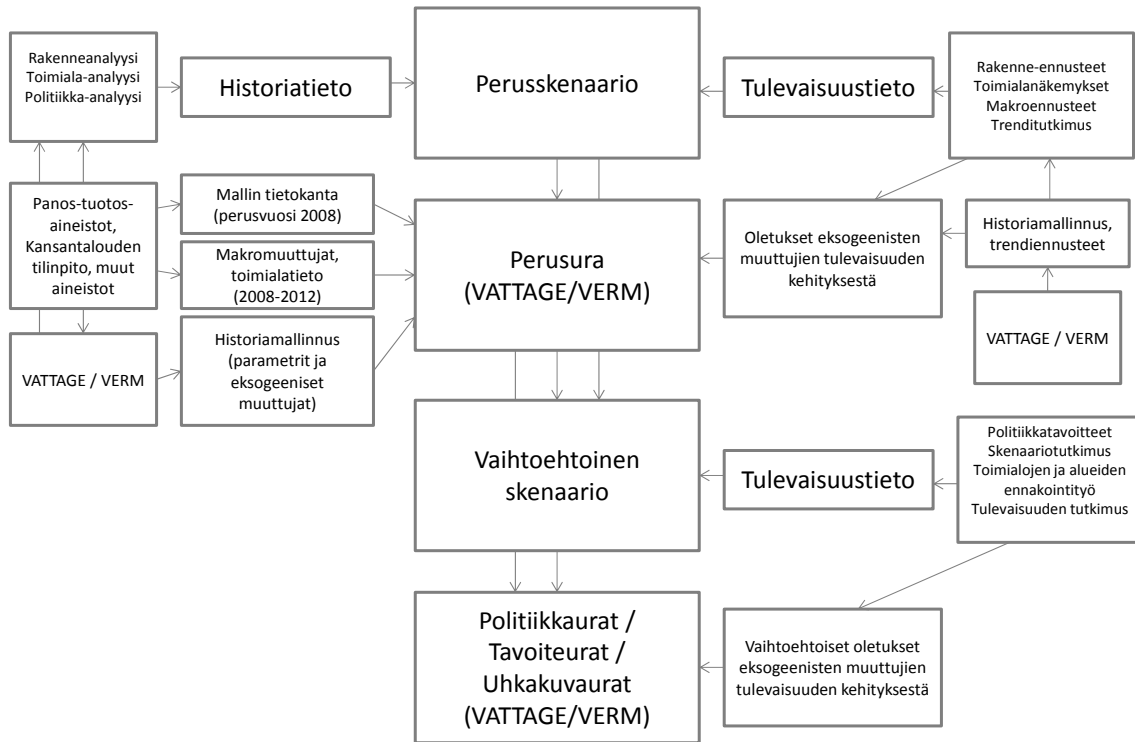 Rakenneanalyysi
Toimiala-analyysi
Politiikka-analyysi
Historiatieto
Perusskenaario
Tulevaisuustieto
Rakenne-ennusteet
Toimialanäkemykset
Makroennusteet
Trenditutkimus
Panos-tuotos-
aineistot,
Kansantalouden
tilinpito, muut
aineistot
Mallin tietokanta
(perusvuosi 2008)
Makromuuttujat,
toimialatieto
(2008-2012)
Historiamallinnus
(parametrit ja
eksogeeniset
muuttujat)
VATTAGE / VERM
Perusura
(VATTAGE/VERM)
Oletukset eksogeenisten
muuttujien tulevaisuuden
kehityksestä
Historiamallinnus,
trendiennusteet
VATTAGE / VERM
Vaihtoehtoinen
skenaario
Tulevaisuustieto
Politiikkatavoitteet
Skenaariotutkimus
Toimialojen ja alueiden
ennakointityö
Tulevaisuuden tutkimus
Politiikkaurat /
Tavoiteurat /
Uhkakuvaurat
(VATTAGE/VERM)
Vaihtoehtoiset oletukset
eksogeenisten muuttujien
tulevaisuuden kehityksestä